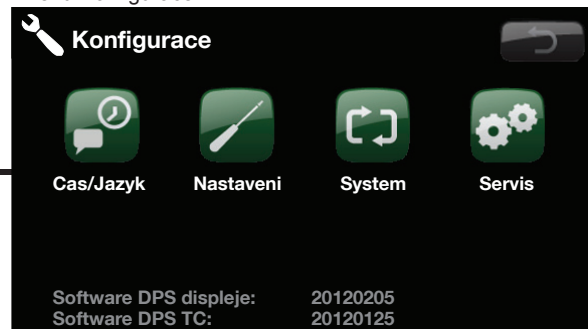 Konfigurace
Cas/Jazyk Nastaveni System Servis
Software DPS displeje: 20120205
Software DPS TC: 20120125